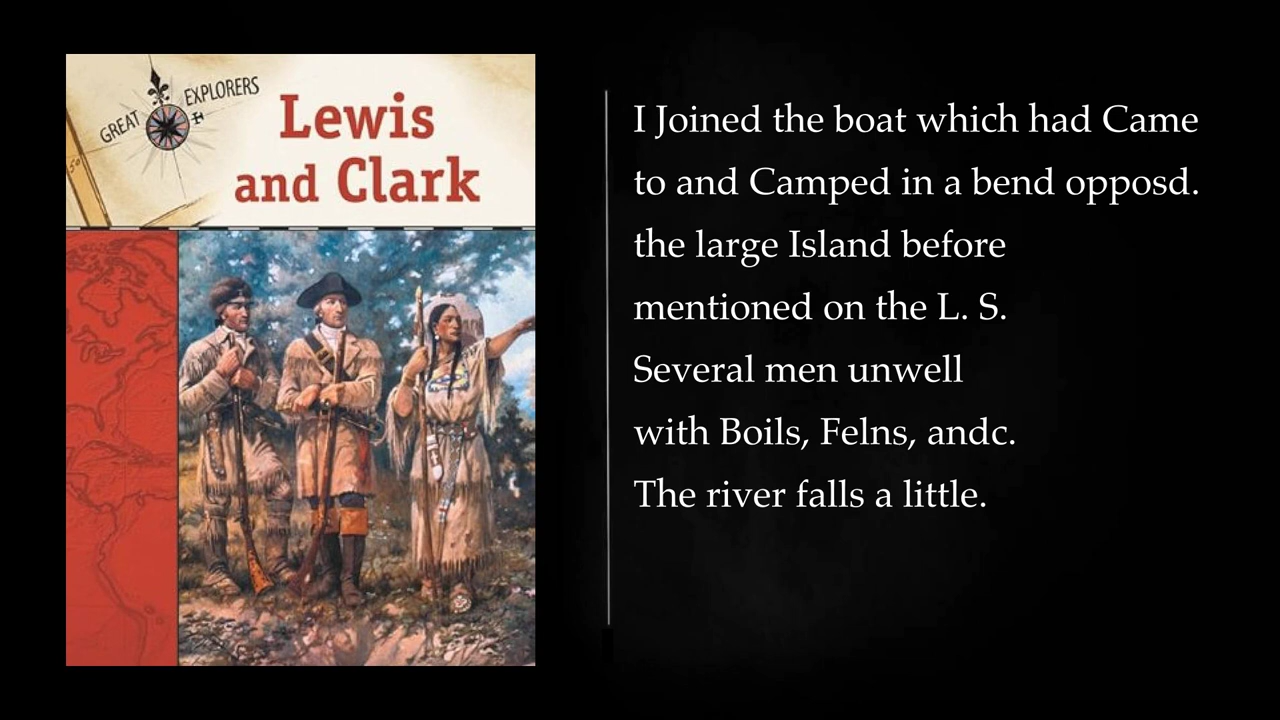 GREAT EXPLORERS
Lewis
and Clark
50
I Joined the boat which had Came
to and Camped in a bend opposd.
the large Island before
mentioned on the L. S.
Several men unwell
with Boils, Felns, andc.
The river falls a little.